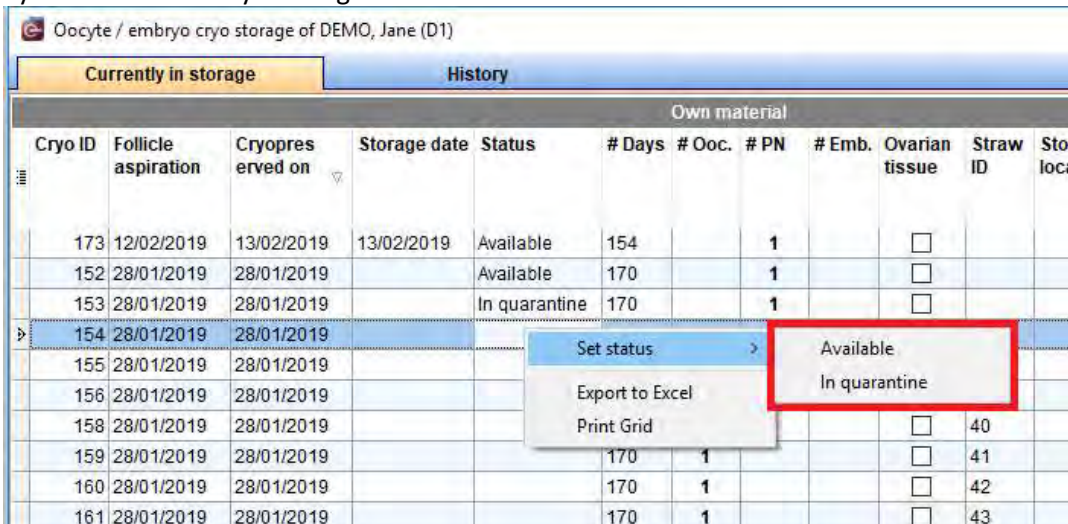 Oocyte / embryo cryo storage of DEMO, Jane (D1)
Currently in storage History
Own material
Cryo ID Follicle aspiration Cryopres erved on Storage date Status # Days # Ooc. # PN # Emb. Ovarian tissue Straw ID
173 12/02/2019 13/02/2019 13/02/2019 Available 154 1
152 28/01/2019 28/01/2019 Available 170 1
153 28/01/2019 28/01/2019 In quarantine 170 1
154 28/01/2019 28/01/2019
Set status Available
155 28/01/2019 28/01/2019
In quarantine
156 28/01/2019 28/01/2019
Export to Excel
158 28/01/2019 28/01/2019 40
Print Grid
159 28/01/2019 28/01/2019 170 1 41
160 28/01/2019 28/01/2019 170 1 42
161 28/01/2019 28/01/2019 170 1 43